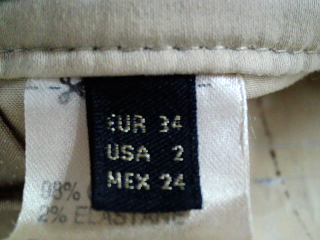 EUR 34
USA 2
MEX 24
98%
2% ELASTANE